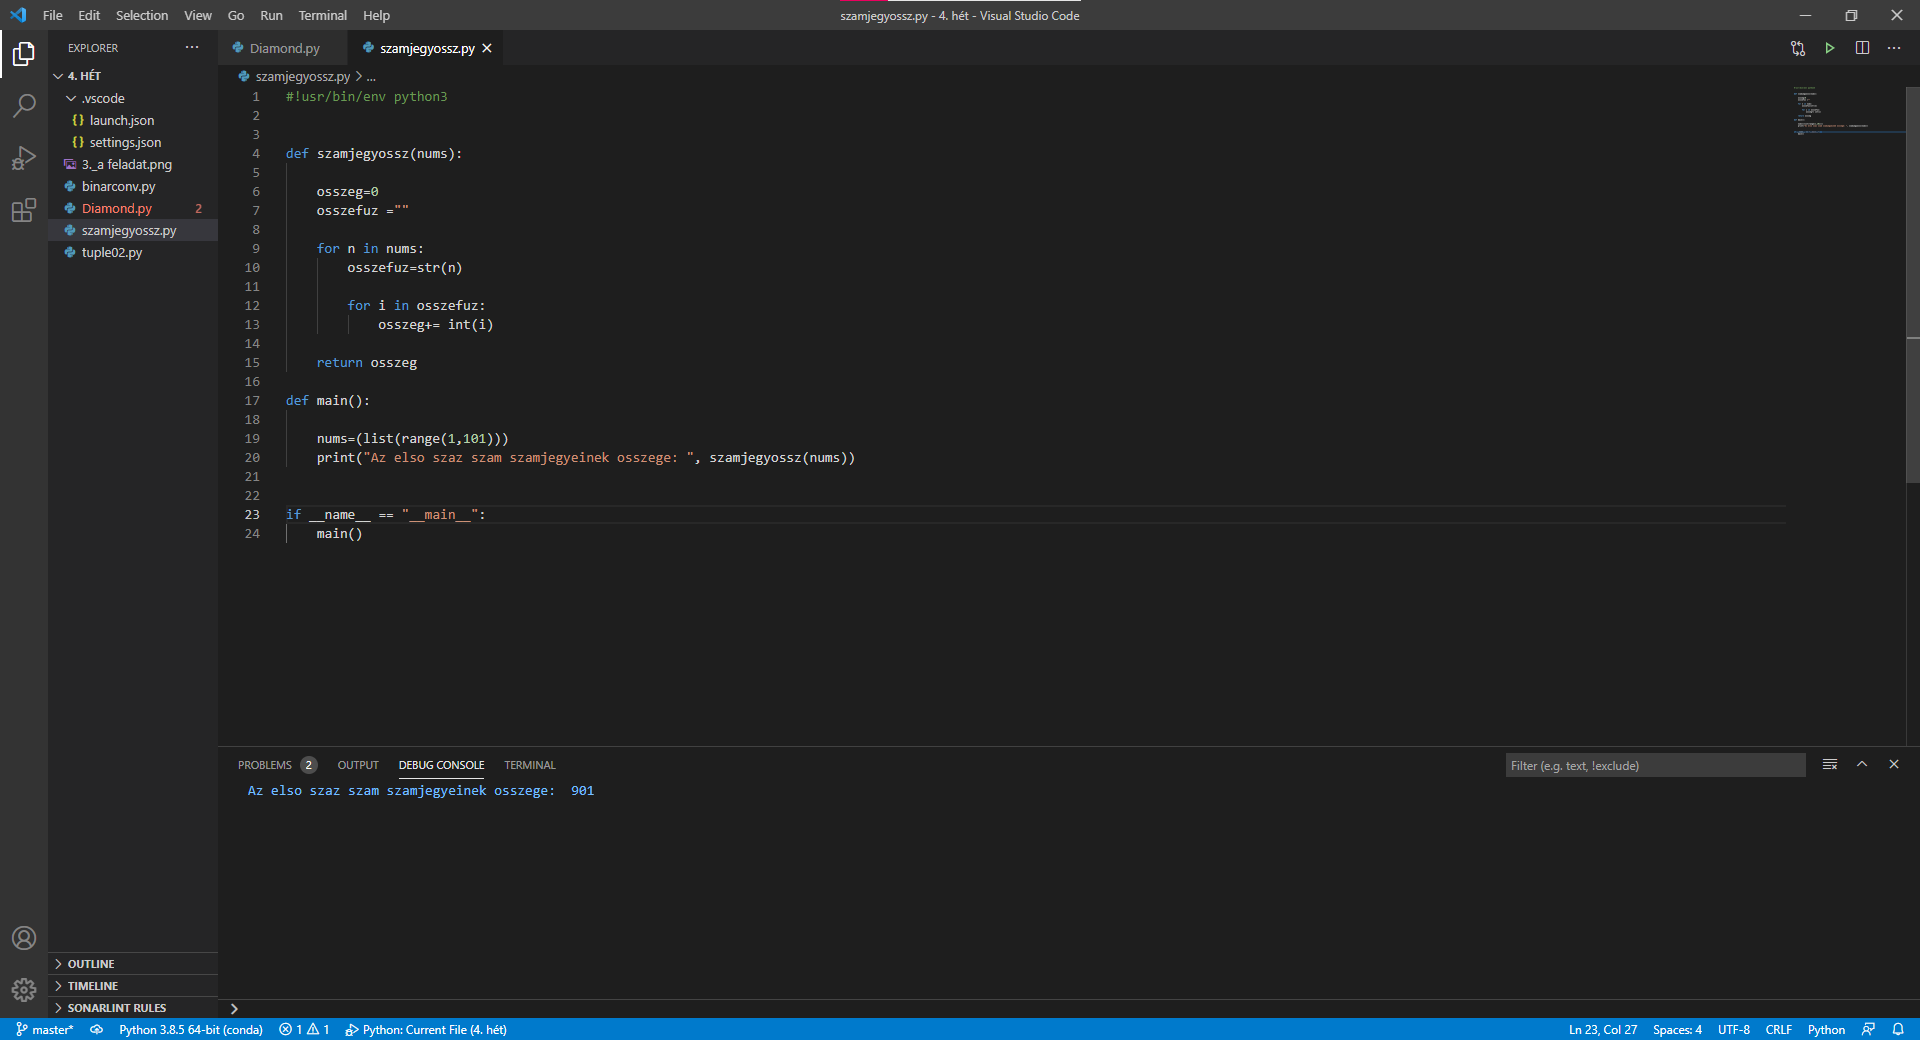 File Edit Selection View Go Run Terminal Help
szamjegyossz.py - 4. hét - Visual Studio Code
EXPLORER
4. HÉT
.vscode
launch.json
settings.json
3._a feladat.png
binarconv.py
Diamond.py 2
szamjegyossz.py
tuple02.py
OUTLINE
TIMELINE
SONARLINT RULES
Diamond.py szamjegyossz.py
szamjegyossz.py > ...
1 #!usr/bin/env python3
2
3
4 def szamjegyossz(nums):
5
6 osszeg=0
7 osszefuz =""
8
9 for n in nums:
10 osszefuz=str(n)
11
12 for i in osszefuz:
13 osszeg+= int(i)
14
15 return osszeg
16
17 def main():
18
19 nums=(list(range(1,101)))
20 print("Az elso szaz szam szamjegyeinek osszege: ", szamjegyossz(nums))
21
22
23 if __name__ == "__main__":
24 main()
PROBLEMS 2 OUTPUT DEBUG CONSOLE TERMINAL
Filter (e.g. text, !exclude)
Az elso szaz szam szamjegyeinek osszege:  901
master* Python 3.8.5 64-bit (conda) 1 1 Python: Current File (4. hét)
Ln 23, Col 27 Spaces: 4 UTF-8 CRLF Python